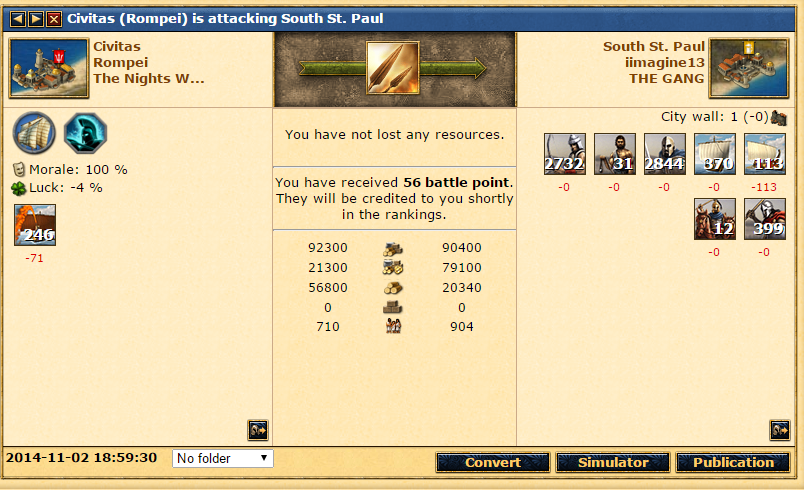 Civitas (Rompei) is attacking South St. Paul
Civitas
Rompei
The Nights W...
South St. Paul
iimagine13
THE GANG
City wall: 1 (-0)
Morale: 100 %
Luck: -4 %
246
-71
You have not lost any resources.
You have received 56 battle point.
They will be credited to you shortly
in the rankings.
92300 90400
21300 79100
56800 20340
0 0
710 904
2732 31 2844 370 113
-0 -0 -0 -0 -113
12 399
-0 -0
2014-11-02 18:59:30
No folder
Convert
Simulator
Publication